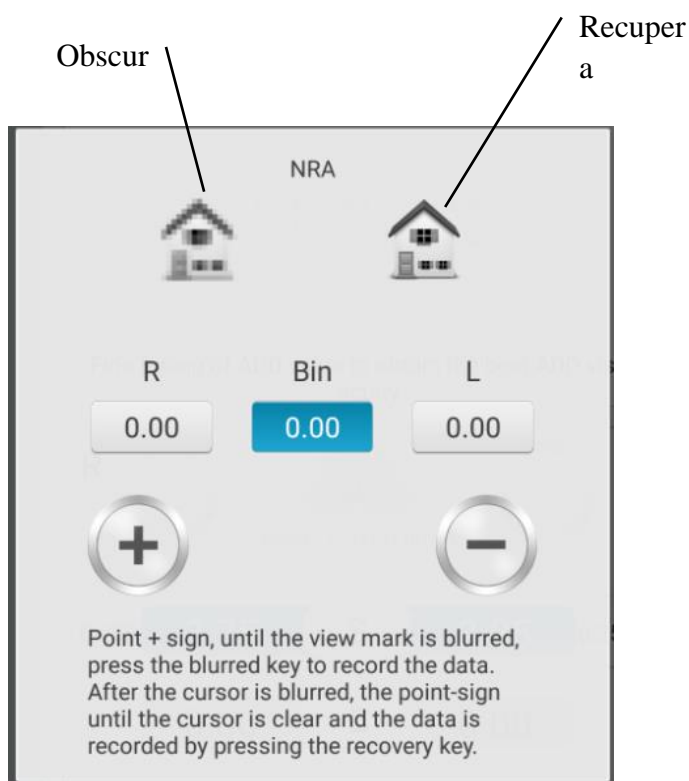 Obscur
Recuper
a
NRA
R Bin L
0.00 0.00 0.00
+ −
Point + sign, until the view mark is blurred,
press the blurred key to record the data.
After the cursor is blurred, the point-sign
until the cursor is clear and the data is
recorded by pressing the recovery key.